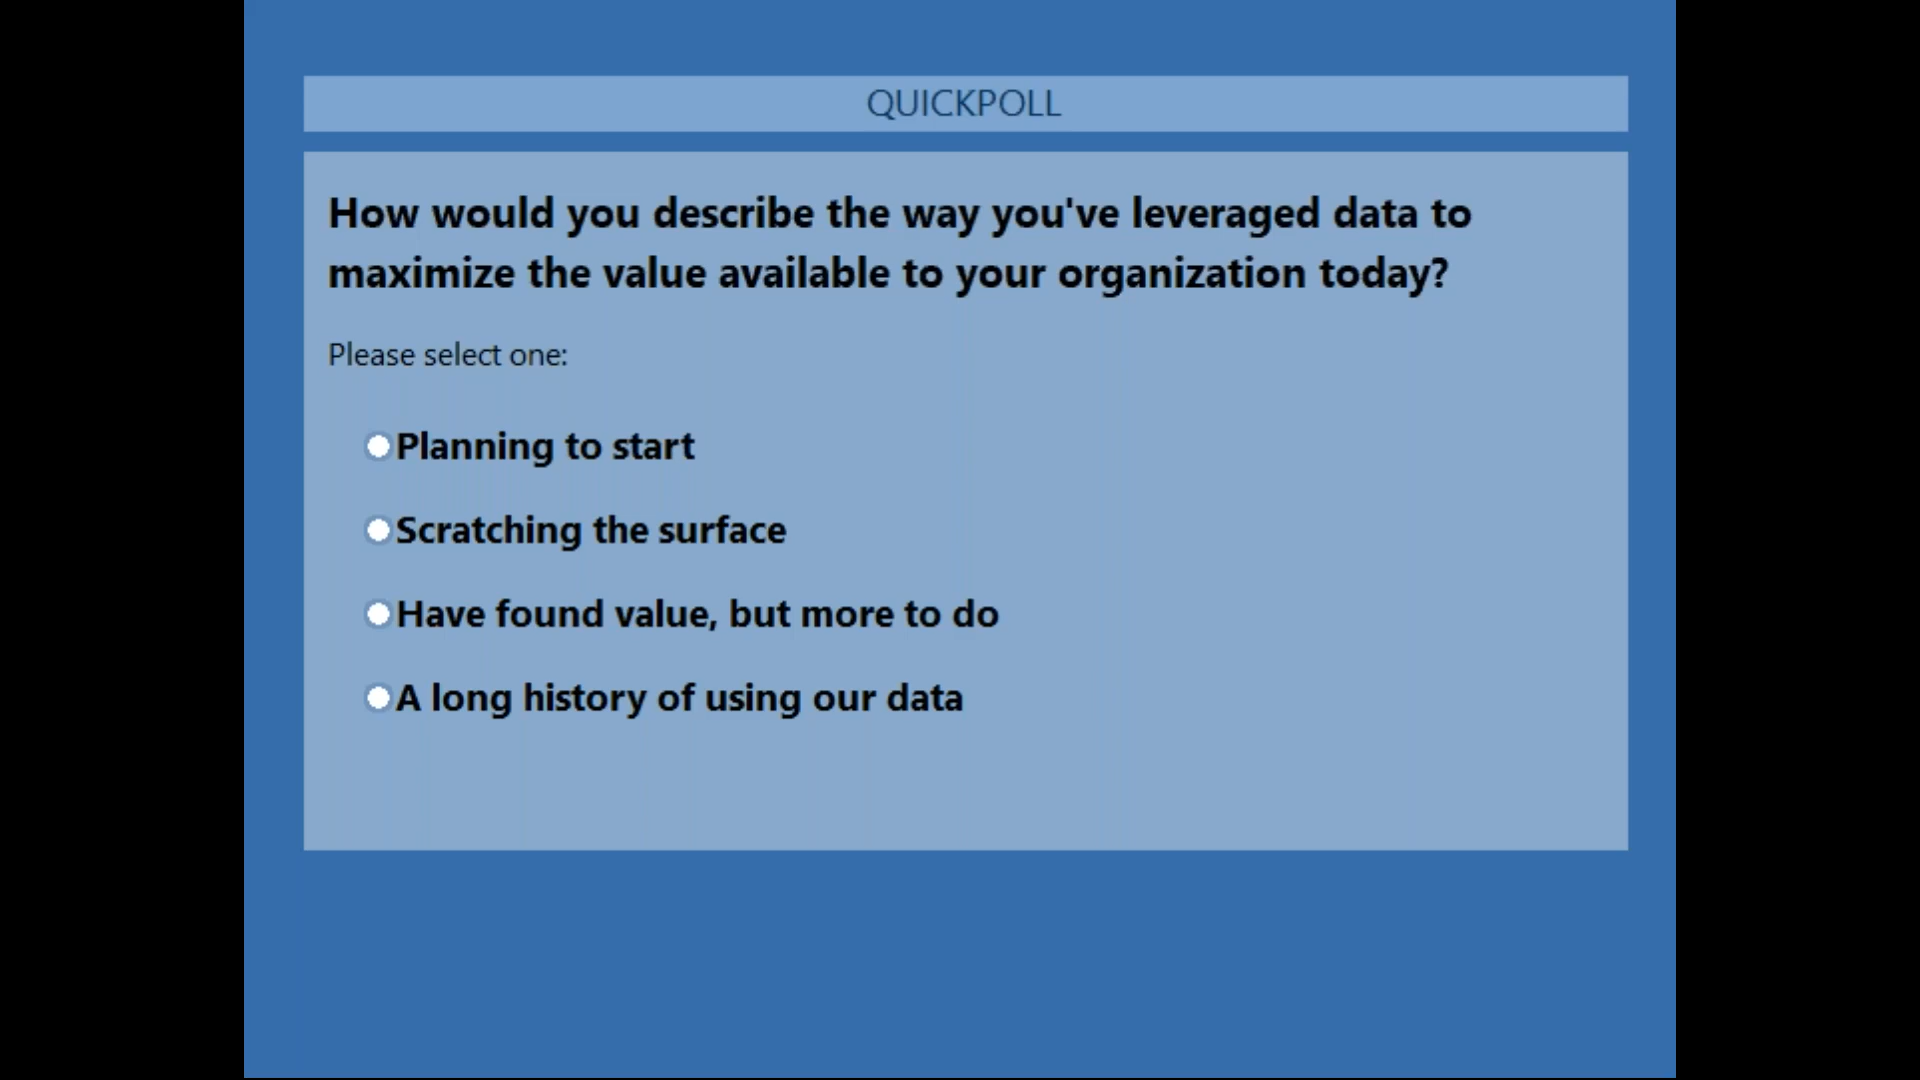 QUICKPOLL
How would you describe the way you've leveraged data to
maximize the value available to your organization today?
Please select one:
Planning to start
Scratching the surface
Have found value, but more to do
A long history of using our data